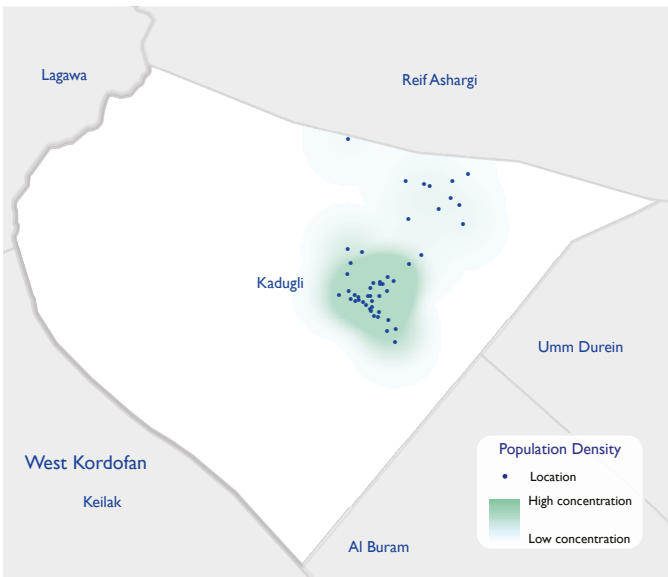 Lagawa
Reif Ashargi
Kadugli
Umm Durein
West Kordofan
Keilak
Al Buram
Population Density
Location
High concentration
Low concentration